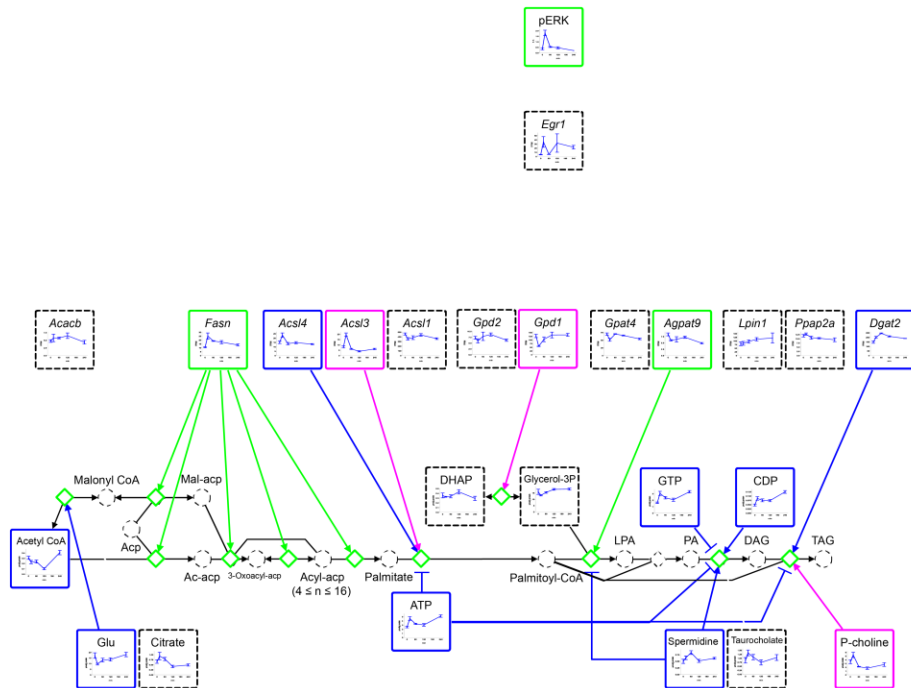 pERK
Egr1
Acacb
Fasn
Acsl4
Acsl3
Acsl1
Gpd2
Gpd1
Gpat4
Agpat9
Lpin1
Ppap2a
Dgat2
Malonyl CoA
Mal-acp
DHAP
Glycerol-3P
GTP
CDP
Acetyl CoA
Acp
LPA
PA
DAG
TAG
Ac-acp
3-Oxoacyl-acp
Acyl-acp
(4 ≤ n ≤ 16)
Palmitate
Palmitoyl-CoA
ATP
Glu
Citrate
Spermidine
Taurocholate
P-choline